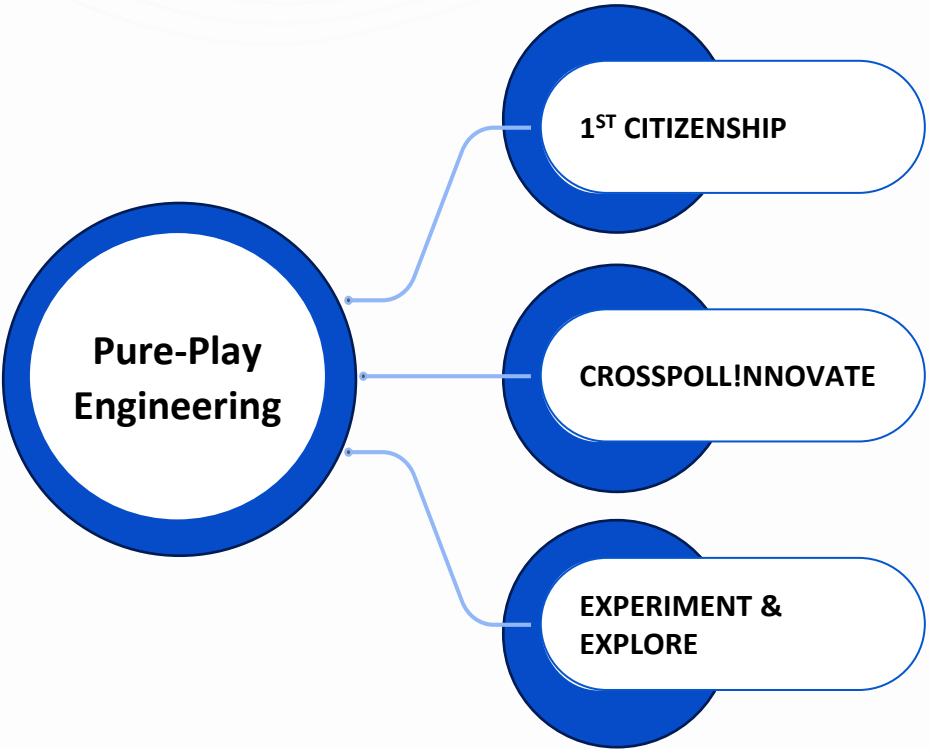 1ST CITIZENSHIP
Pure-Play
Engineering
CROSSPOLL!NNOVATE
EXPERIMENT &
EXPLORE